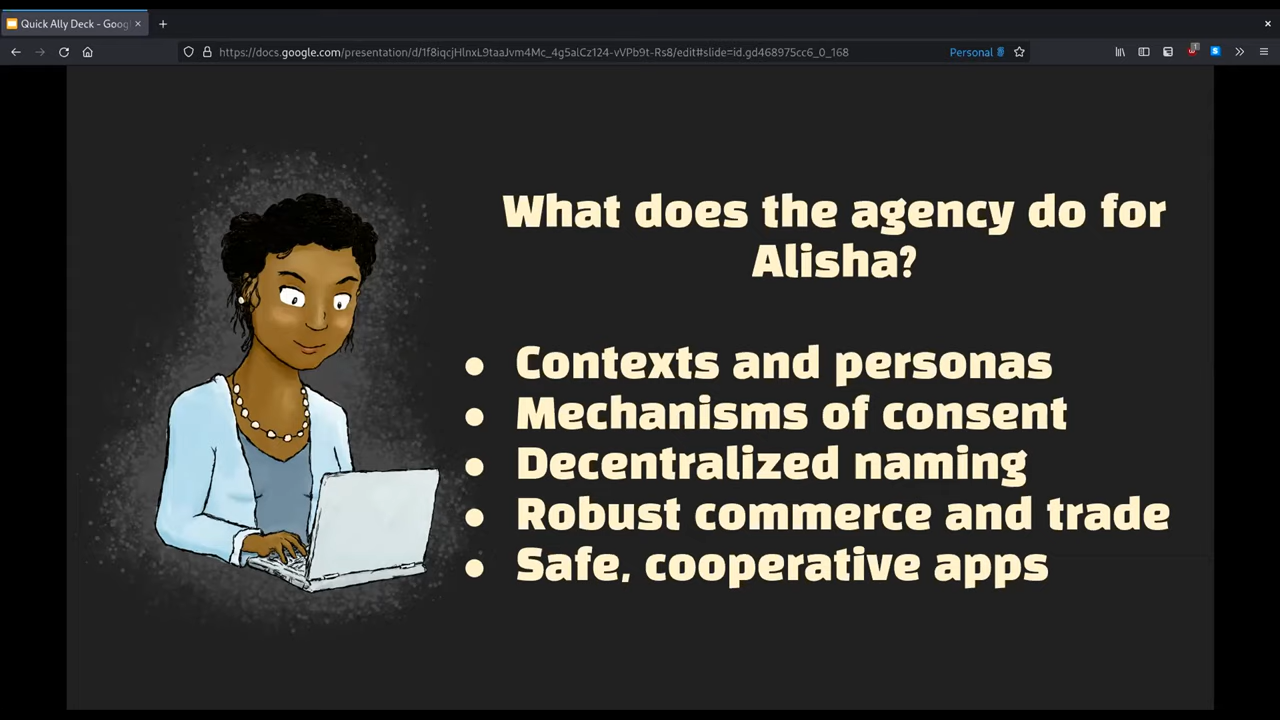 Quick Ally Deck - Goog
https://docs.google.com/presentation/d/1f8iqcjHlnxL9taaJvm4Mc_4g5alCz124-vVPb9t-Rs8/edit#slide=id.gd468975cc6_0_168
Personal
What does the agency do for
Alisha?
● Contexts and personas
● Mechanisms of consent
● Decentralized naming
● Robust commerce and trade
● Safe, cooperative apps